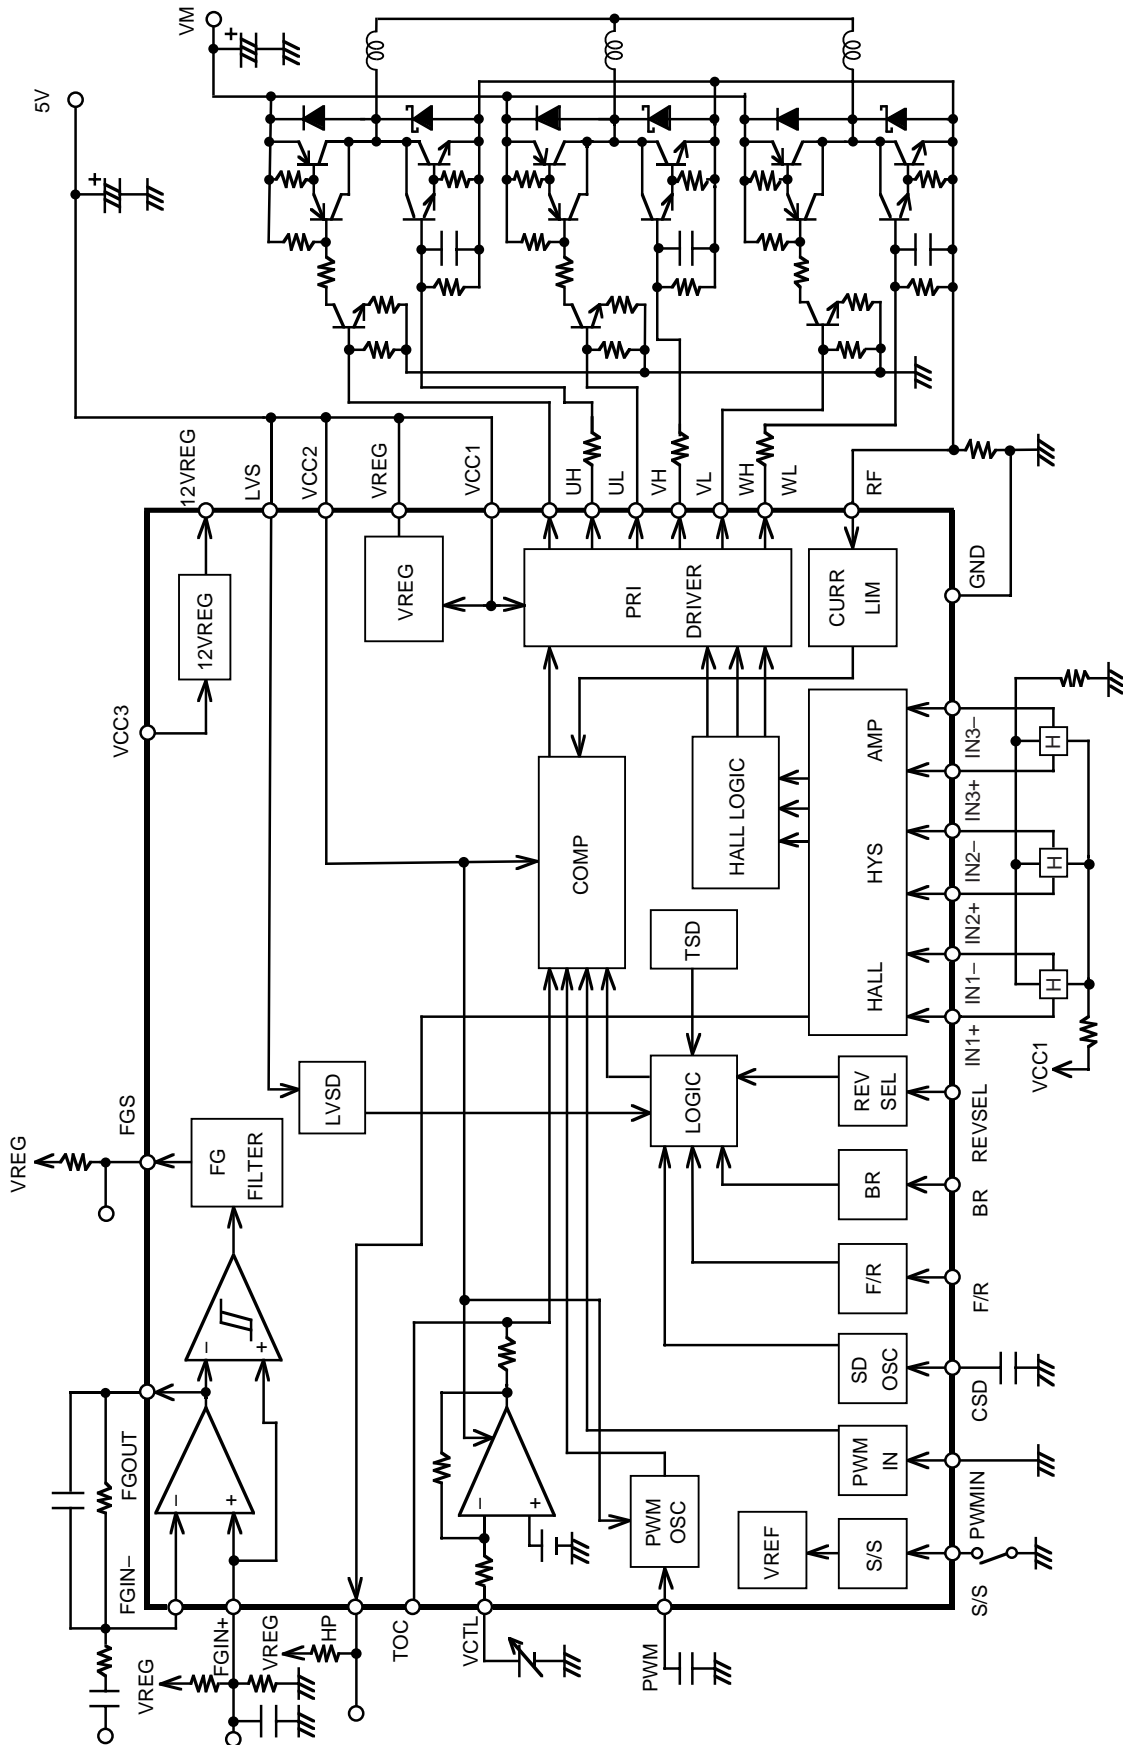 VREG
FGIN–
FGOUT
FGS
VCC3
5V
+
VREG
–
+
VM
+
FGIN+
–
+
FG
FILTER
12VREG
12VREG
VREG
HP
LVSD
LVS
VCC2
TOC
VREG
VREG
VCTL
–
+
VCC1
PWM
PWM
OSC
LOGIC
TSD
COMP
PRI
DRIVER
UH
UL
VH
VL
WH
WL
HALL LOGIC
VREF
S/S
PWM
IN
SD
OSC
F/R
BR
REV
SEL
HALL
HYS
AMP
CURR
LIM
RF
S/S
PWMIN
CSD
F/R
BR
REVSEL
IN1+
IN1–
IN2+
IN2–
IN3+
IN3–
GND
VCC1
H
H
H